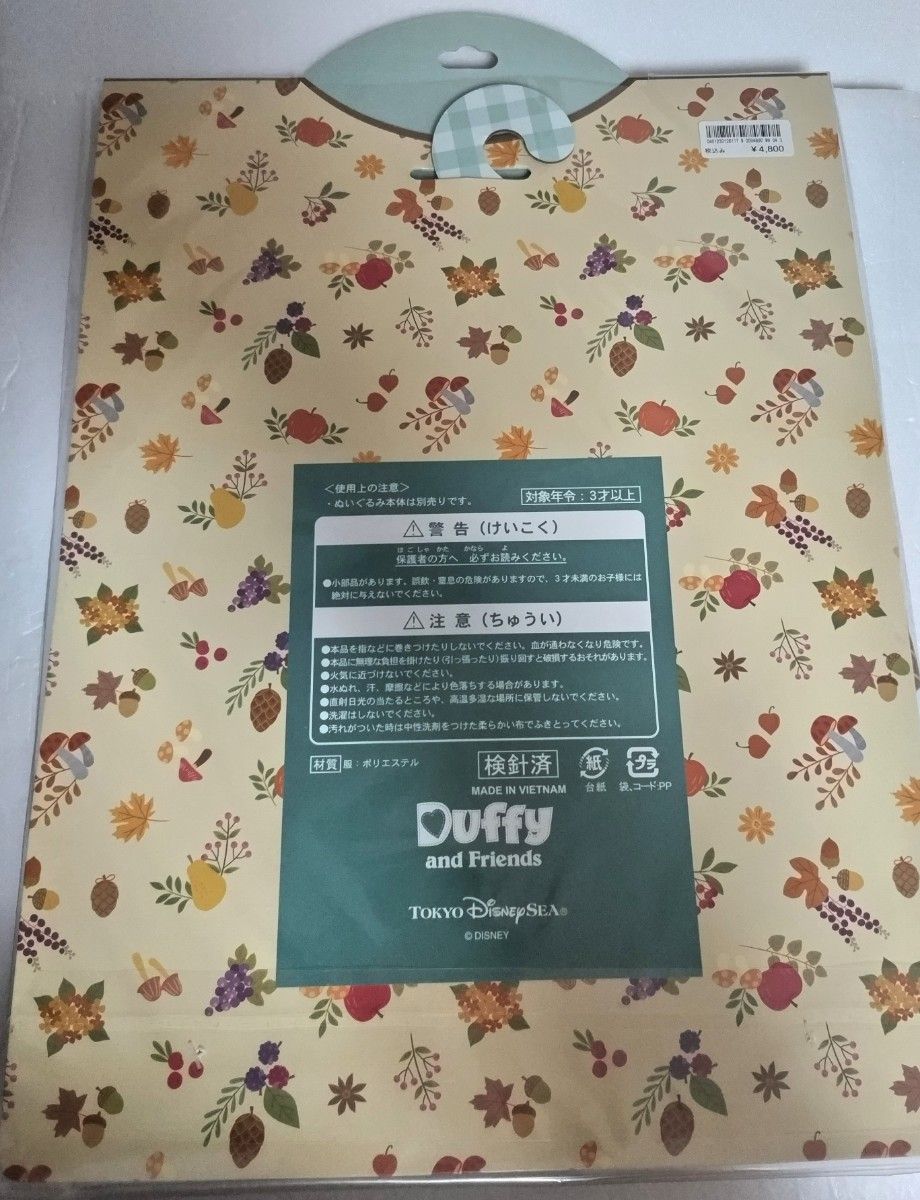 税込み ¥4,800
＜使用上の注意＞
・ぬいぐるみ本体は別売りです。
対象年令：3才以上
⚠警告（けいこく）
ほごしゃ かた かなら よ
保護者の方へ 必ずお読みください。
●小部品があります。誤飲・窒息の危険がありますので、３才未満のお子様には
絶対に与えないでください。
⚠注意（ちゅうい）
●本品を指などに巻きつけたりしないでください。血が通わなくなり危険です。
●本品に無理な負担を掛けたり（引っ張ったり）振り回すと破損するおそれがあります。
●火気に近づけないでください。
●水ぬれ、汗、摩擦などにより色落ちする場合があります。
●直射日光の当たるところや、高温多湿な場所に保管しないでください。
●洗濯はしないでください。
●汚れがついた時は中性洗剤をつけた柔らかい布でふきとってください。
材質 服：ポリエステル
検針済
MADE IN VIETNAM
紙
台紙
プラ
袋、コード:PP
Duffy
and Friends
TOKYO DISNEYSEA®
© DISNEY